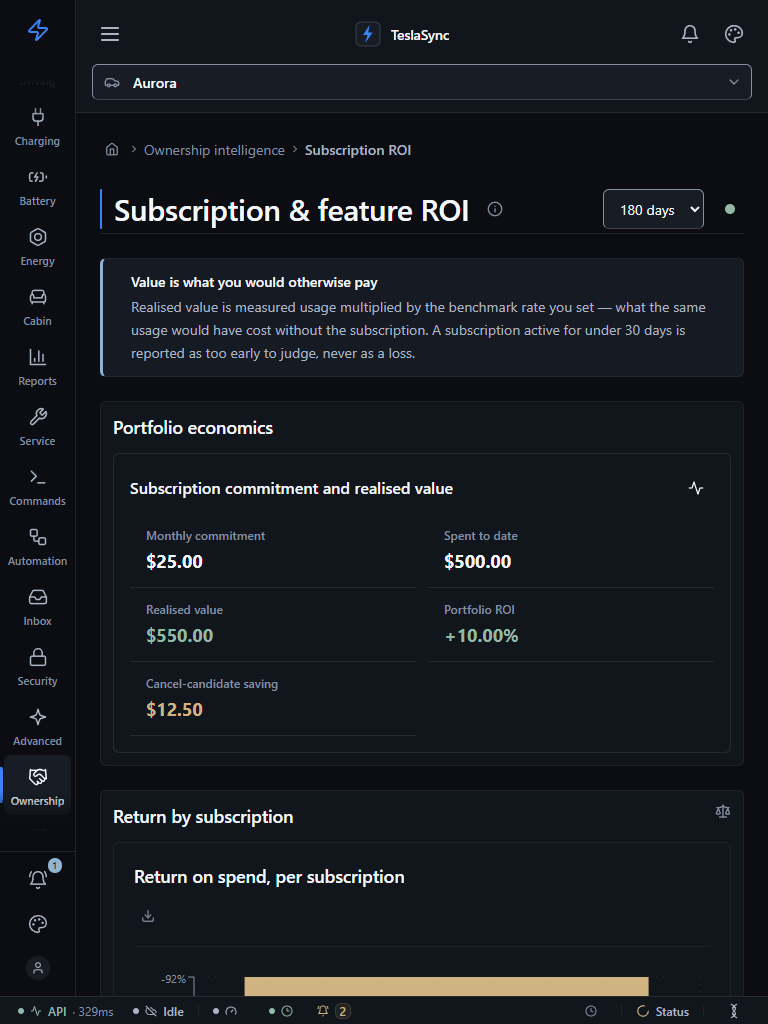 TeslaSync
Aurora
Charging
Battery
Energy
Cabin
Reports
Service
Commands
Automation
Inbox
Security
Advanced
Ownership
1
Ownership intelligence
Subscription ROI
Subscription & feature ROI
180 days
Value is what you would otherwise pay
Realised value is measured usage multiplied by the benchmark rate you set — what the same
usage would have cost without the subscription. A subscription active for under 30 days is
reported as too early to judge, never as a loss.
Portfolio economics
Subscription commitment and realised value
Monthly commitment
$25.00
Spent to date
$500.00
Realised value
$550.00
Portfolio ROI
+10.00%
Cancel-candidate saving
$12.50
Return by subscription
Return on spend, per subscription
-92%
API · 329ms
Idle
2
Status